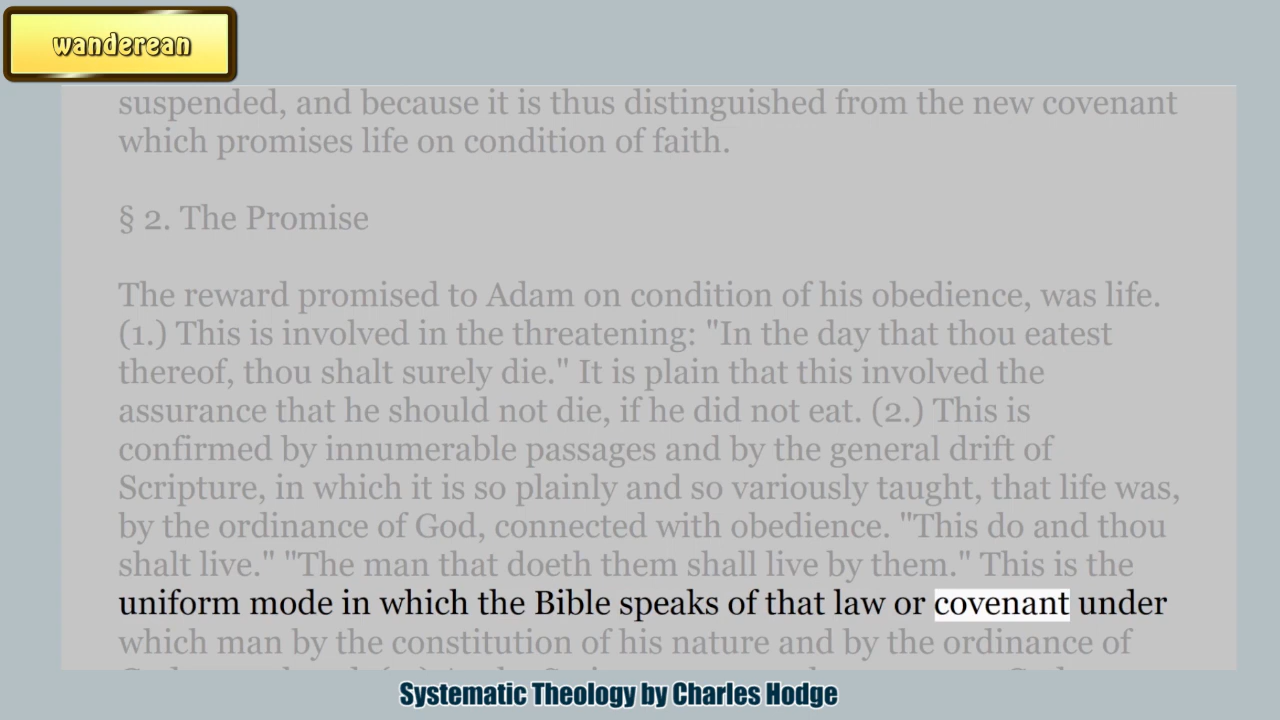 wanderean
suspended, and because it is thus distinguished from the new covenant
which promises life on condition of faith.
§ 2. The Promise
The reward promised to Adam on condition of his obedience, was life.
(1.) This is involved in the threatening: "In the day that thou eatest
thereof, thou shalt surely die." It is plain that this involved the
assurance that he should not die, if he did not eat. (2.) This is
confirmed by innumerable passages and by the general drift of
Scripture, in which it is so plainly and so variously taught, that life was,
by the ordinance of God, connected with obedience. "This do and thou
shalt live." "The man that doeth them shall live by them." This is the
uniform mode in which the Bible speaks of that law or covenant under
which man by the constitution of his nature and by the ordinance of
Systematic Theology by Charles Hodge